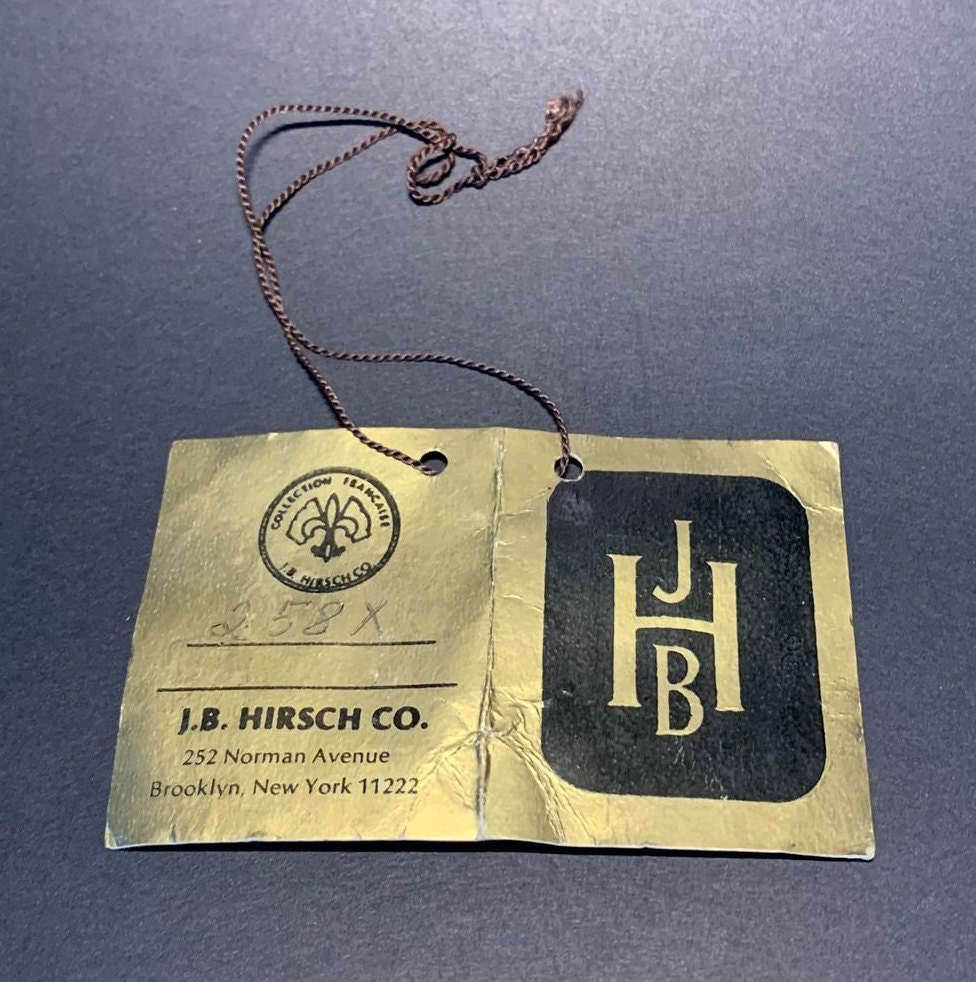 COLLECTION FRANCAISE
J.B. HIRSCH CO.
258X
J.B. HIRSCH CO.
252 Norman Avenue
Brooklyn, New York 11222
J
H
B